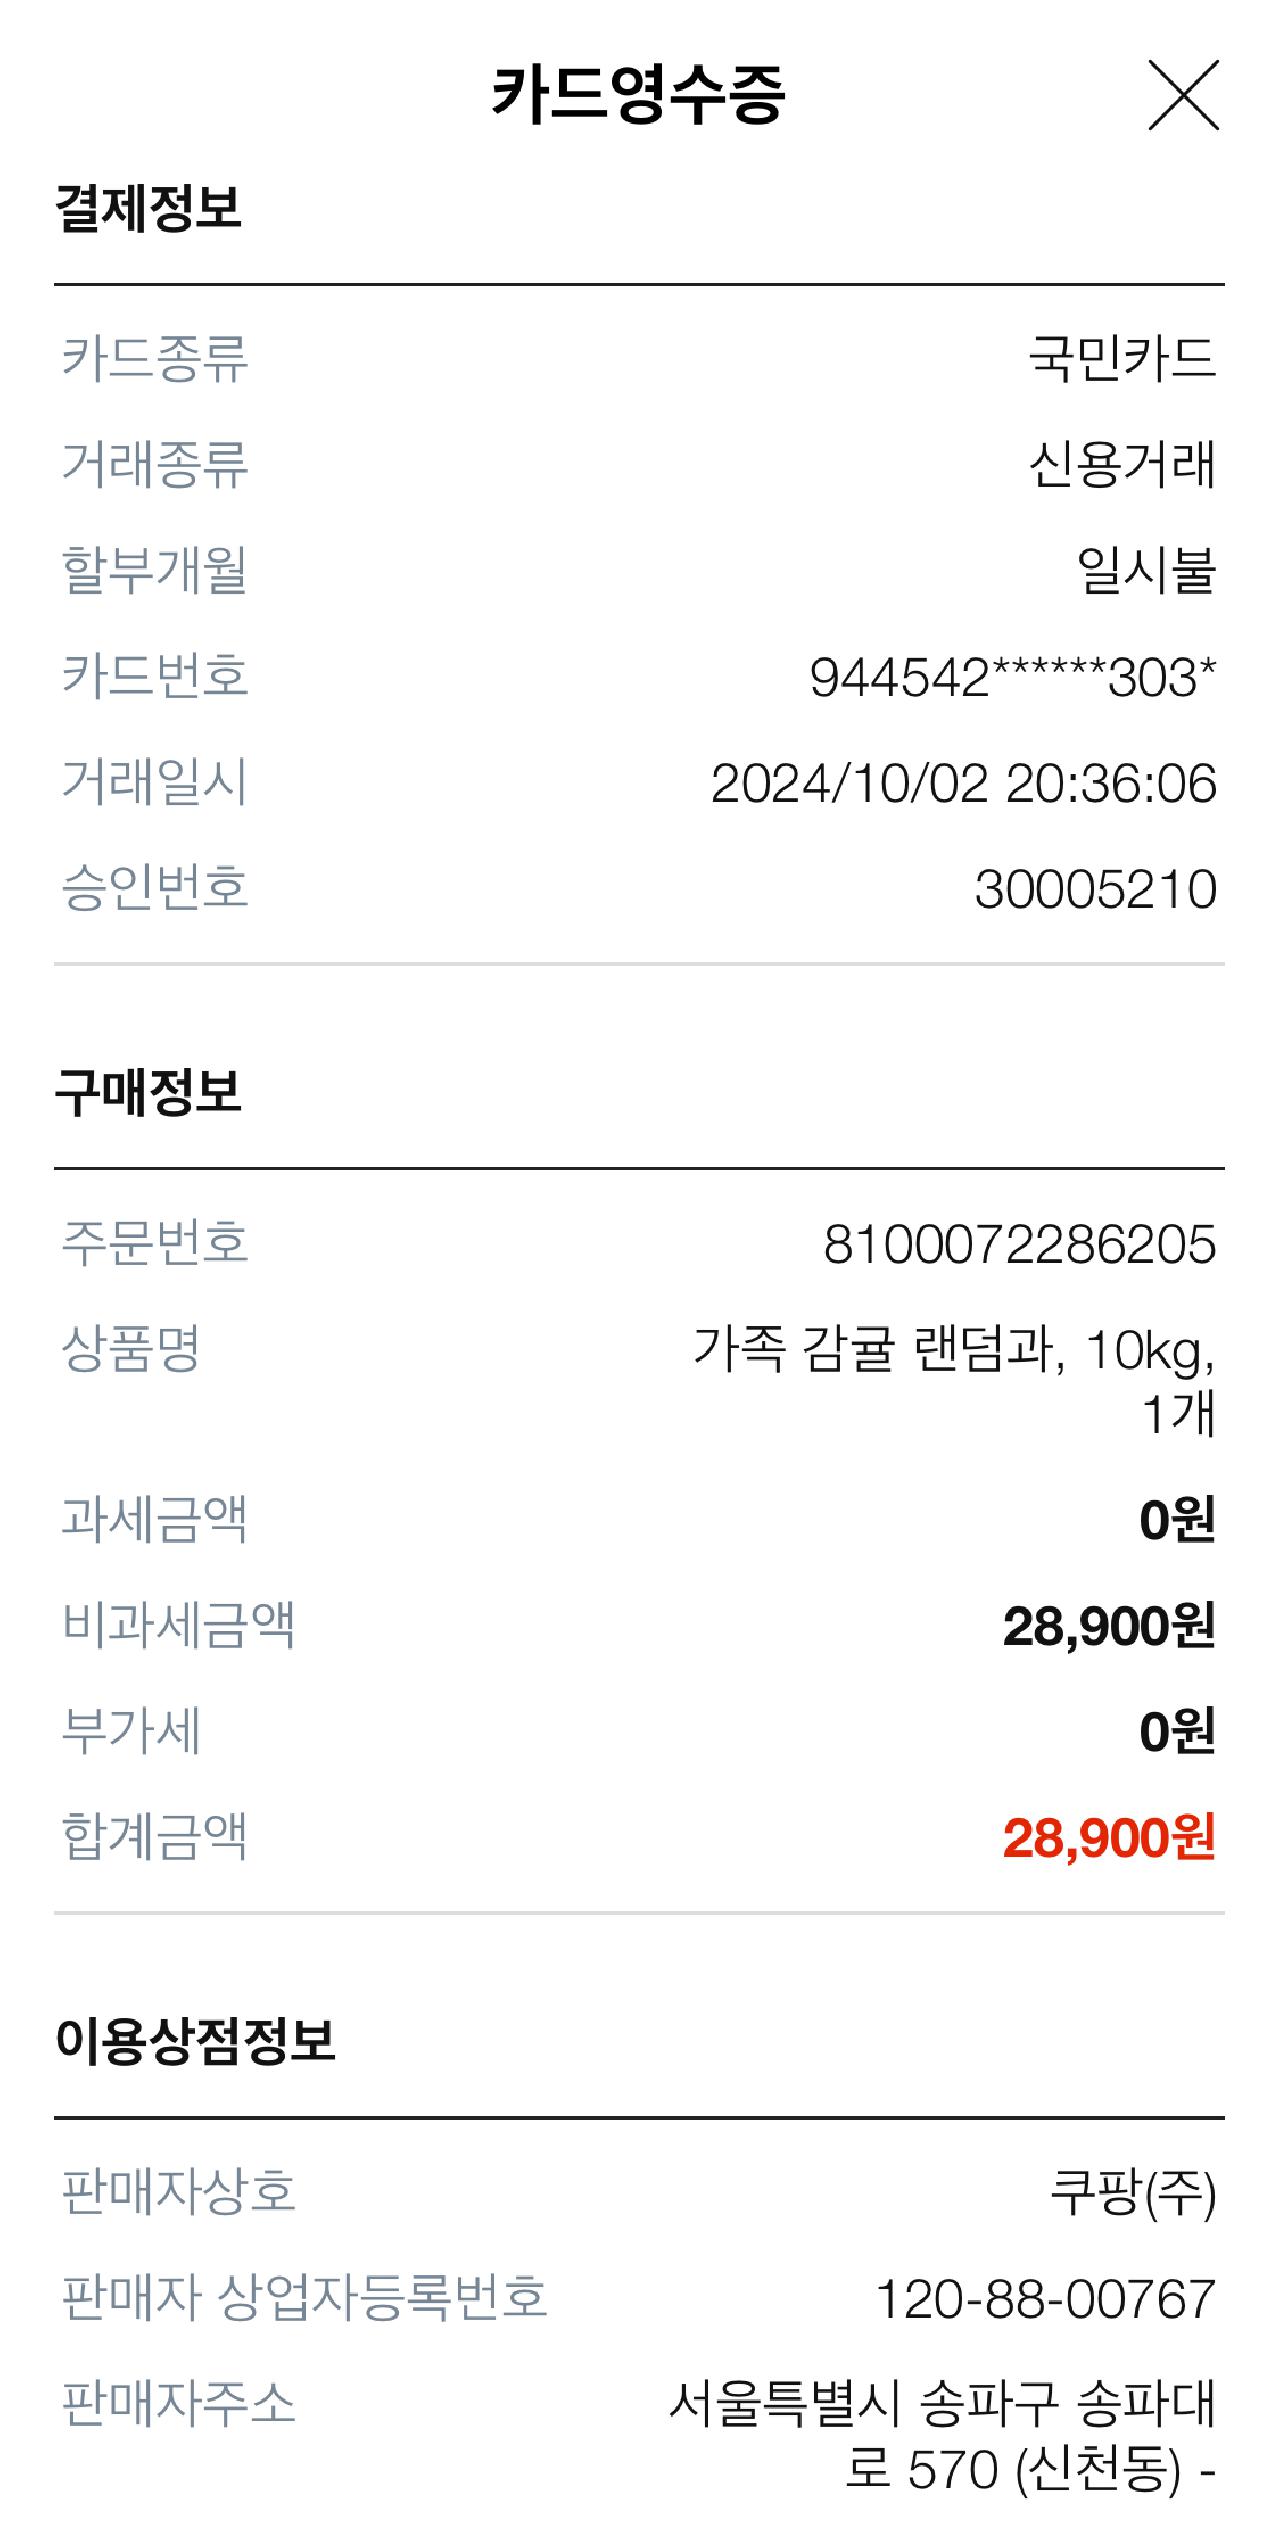 카드영수증
결제정보
카드종류 국민카드
거래종류 신용거래
할부개월 일시불
카드번호 944542******303*
거래일시 2024/10/02 20:36:06
승인번호 30005210
구매정보
주문번호 8100072286205
상품명 가족 감귤 랜덤과, 10kg,
1개
과세금액 0원
비과세금액 28,900원
부가세 0원
합계금액 28,900원
이용상점정보
판매자상호 쿠팡(주)
판매자 상업자등록번호 120-88-00767
판매자주소 서울특별시 송파구 송파대
로 570 (신천동) -